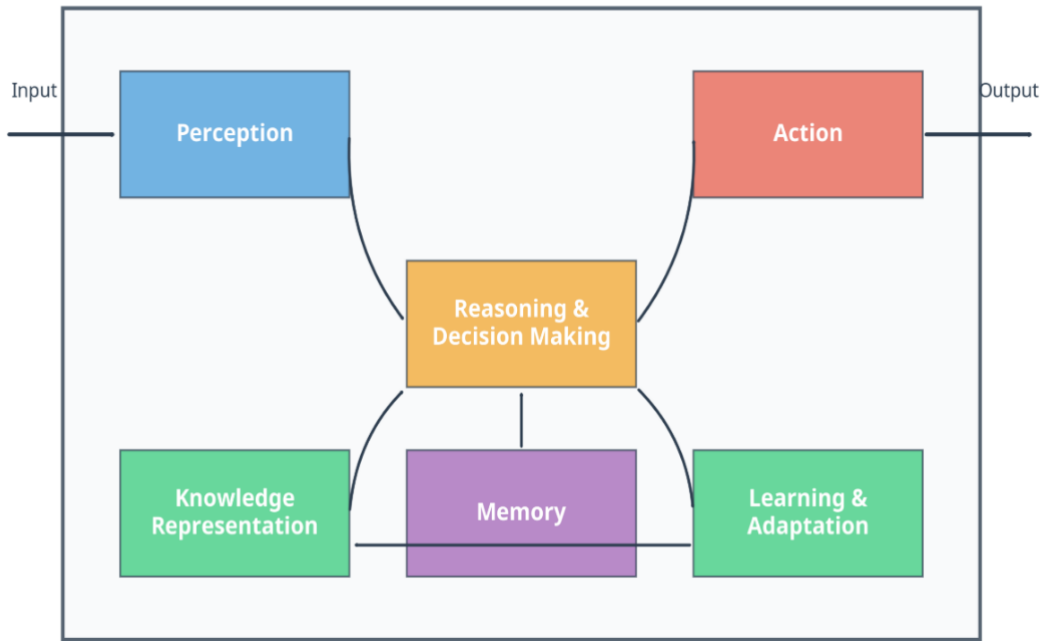 Input
Output
Perception
Action
Reasoning &
Decision Making
Knowledge
Representation
Memory
Learning &
Adaptation